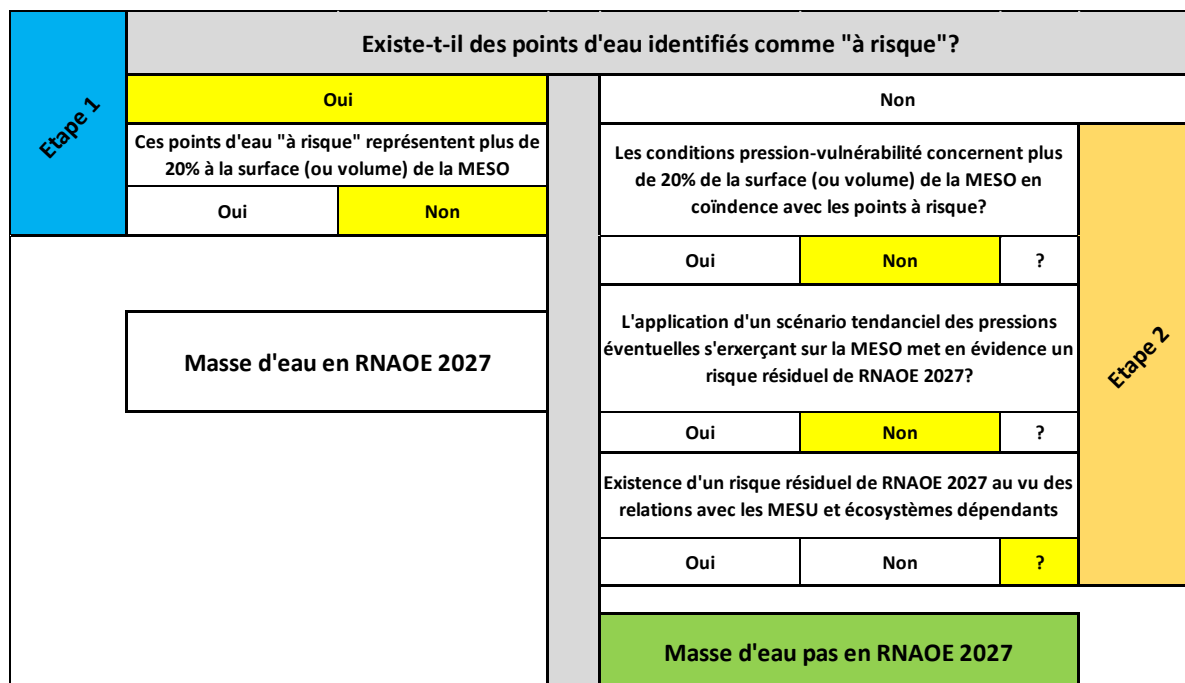 Existe-t-il des points d'eau identifiés comme "à risque"?
Etape 1
Oui
Non
Ces points d'eau "à risque" représentent plus de
20% à la surface (ou volume) de la MESO
Oui
Non
Masse d'eau en RNAOE 2027
Les conditions pression-vulnérabilité concernent plus
de 20% de la surface (ou volume) de la MESO en
coïndence avec les points à risque?
Oui
Non
?
L'application d'un scénario tendanciel des pressions
éventuelles s'erxerçant sur la MESO met en évidence un
risque résiduel de RNAOE 2027?
Etape 2
Oui
Non
?
Existence d'un risque résiduel de RNAOE 2027 au vu des
relations avec les MESU et écosystèmes dépendants
Oui
Non
?
Masse d'eau pas en RNAOE 2027